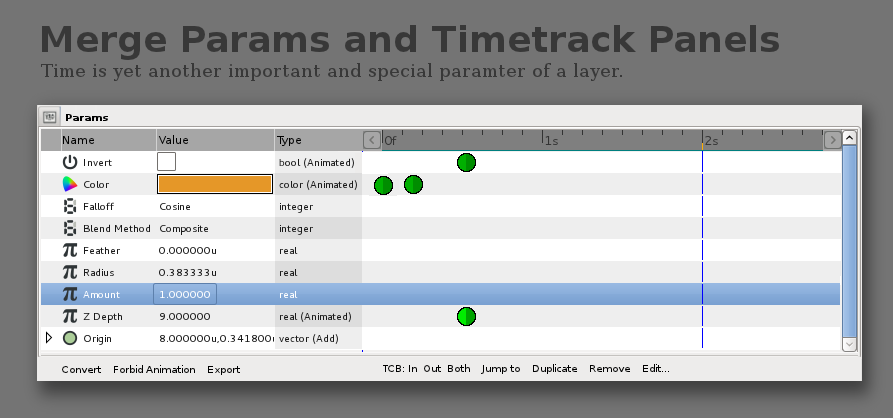 Merge Params and Timetrack Panels
Time is yet another important and special paramter of a layer.
Params
Name Value Type 0f 1s 2s
Invert bool (Animated)
Color color (Animated)
Falloff Cosine integer
Blend Method Composite integer
Feather 0.000000u real
Radius 0.383333u real
Amount 1.000000 real
Z Depth 9.000000 real (Animated)
Origin 8.000000u,0.341800u vector (Add)
Convert Forbid Animation Export TCB: In Out Both Jump to Duplicate Remove Edit...